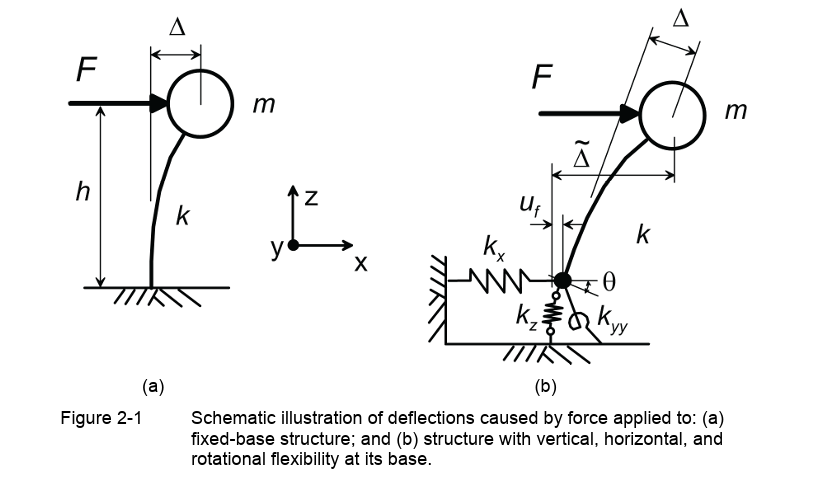 Δ
F
m
h
k
z
y
x
(a)
Δ
F
m
Δ̃
u_f
k
k_x
θ
k_z
k_yy
(b)
Figure 2-1 Schematic illustration of deflections caused by force applied to: (a)
fixed-base structure; and (b) structure with vertical, horizontal, and
rotational flexibility at its base.